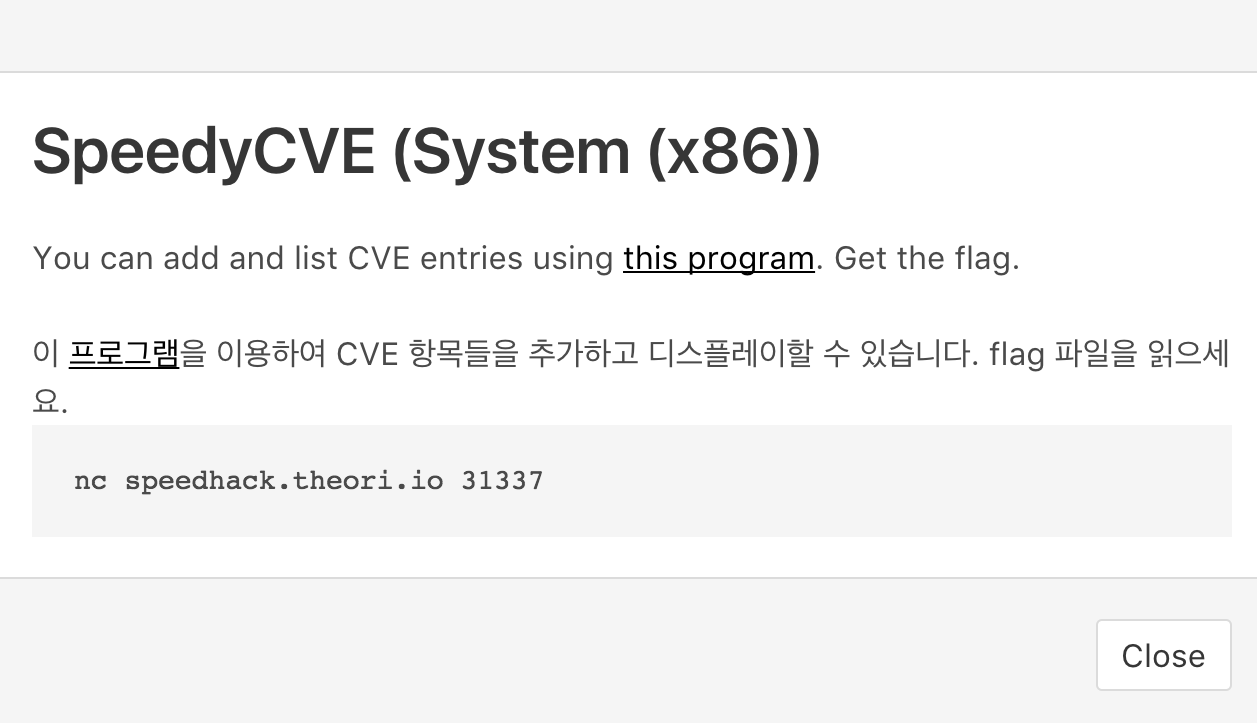 SpeedyCVE (System (x86))
You can add and list CVE entries using this program. Get the flag.
이 프로그램을 이용하여 CVE 항목들을 추가하고 디스플레이할 수 있습니다. flag 파일을 읽으세
요.
nc speedhack.theori.io 31337
Close